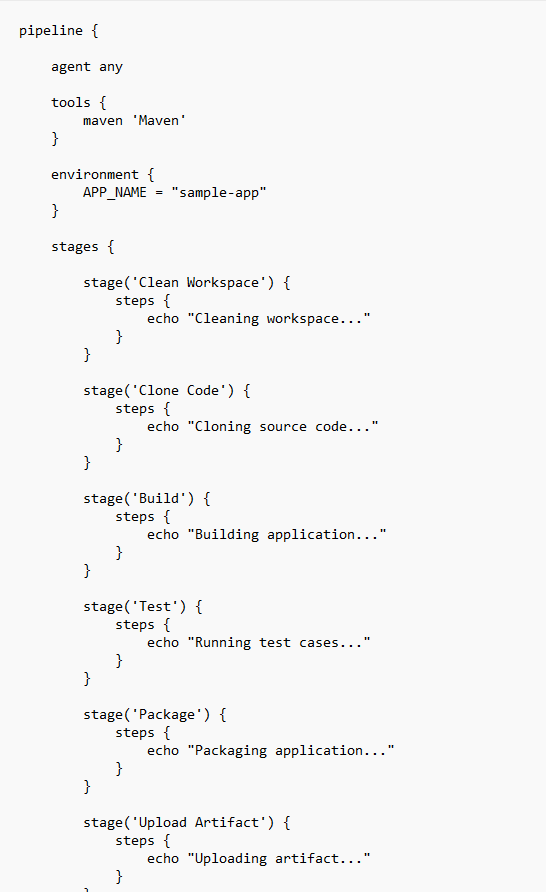 pipeline {
    agent any
    tools {
        maven 'Maven'
    }
    environment {
        APP_NAME = "sample-app"
    }
    stages {
        stage('Clean Workspace') {
            steps {
                echo "Cleaning workspace..."
            }
        }
        stage('Clone Code') {
            steps {
                echo "Cloning source code..."
            }
        }
        stage('Build') {
            steps {
                echo "Building application..."
            }
        }
        stage('Test') {
            steps {
                echo "Running test cases..."
            }
        }
        stage('Package') {
            steps {
                echo "Packaging application..."
            }
        }
        stage('Upload Artifact') {
            steps {
                echo "Uploading artifact..."
            }
        }